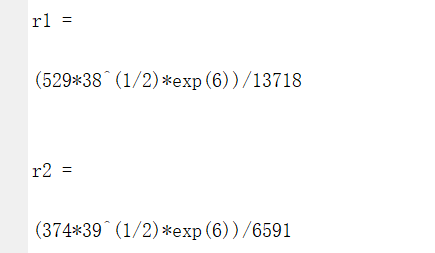 r1 =
(529*38^(1/2)*exp(6))/13718
r2 =
(374*39^(1/2)*exp(6))/6591